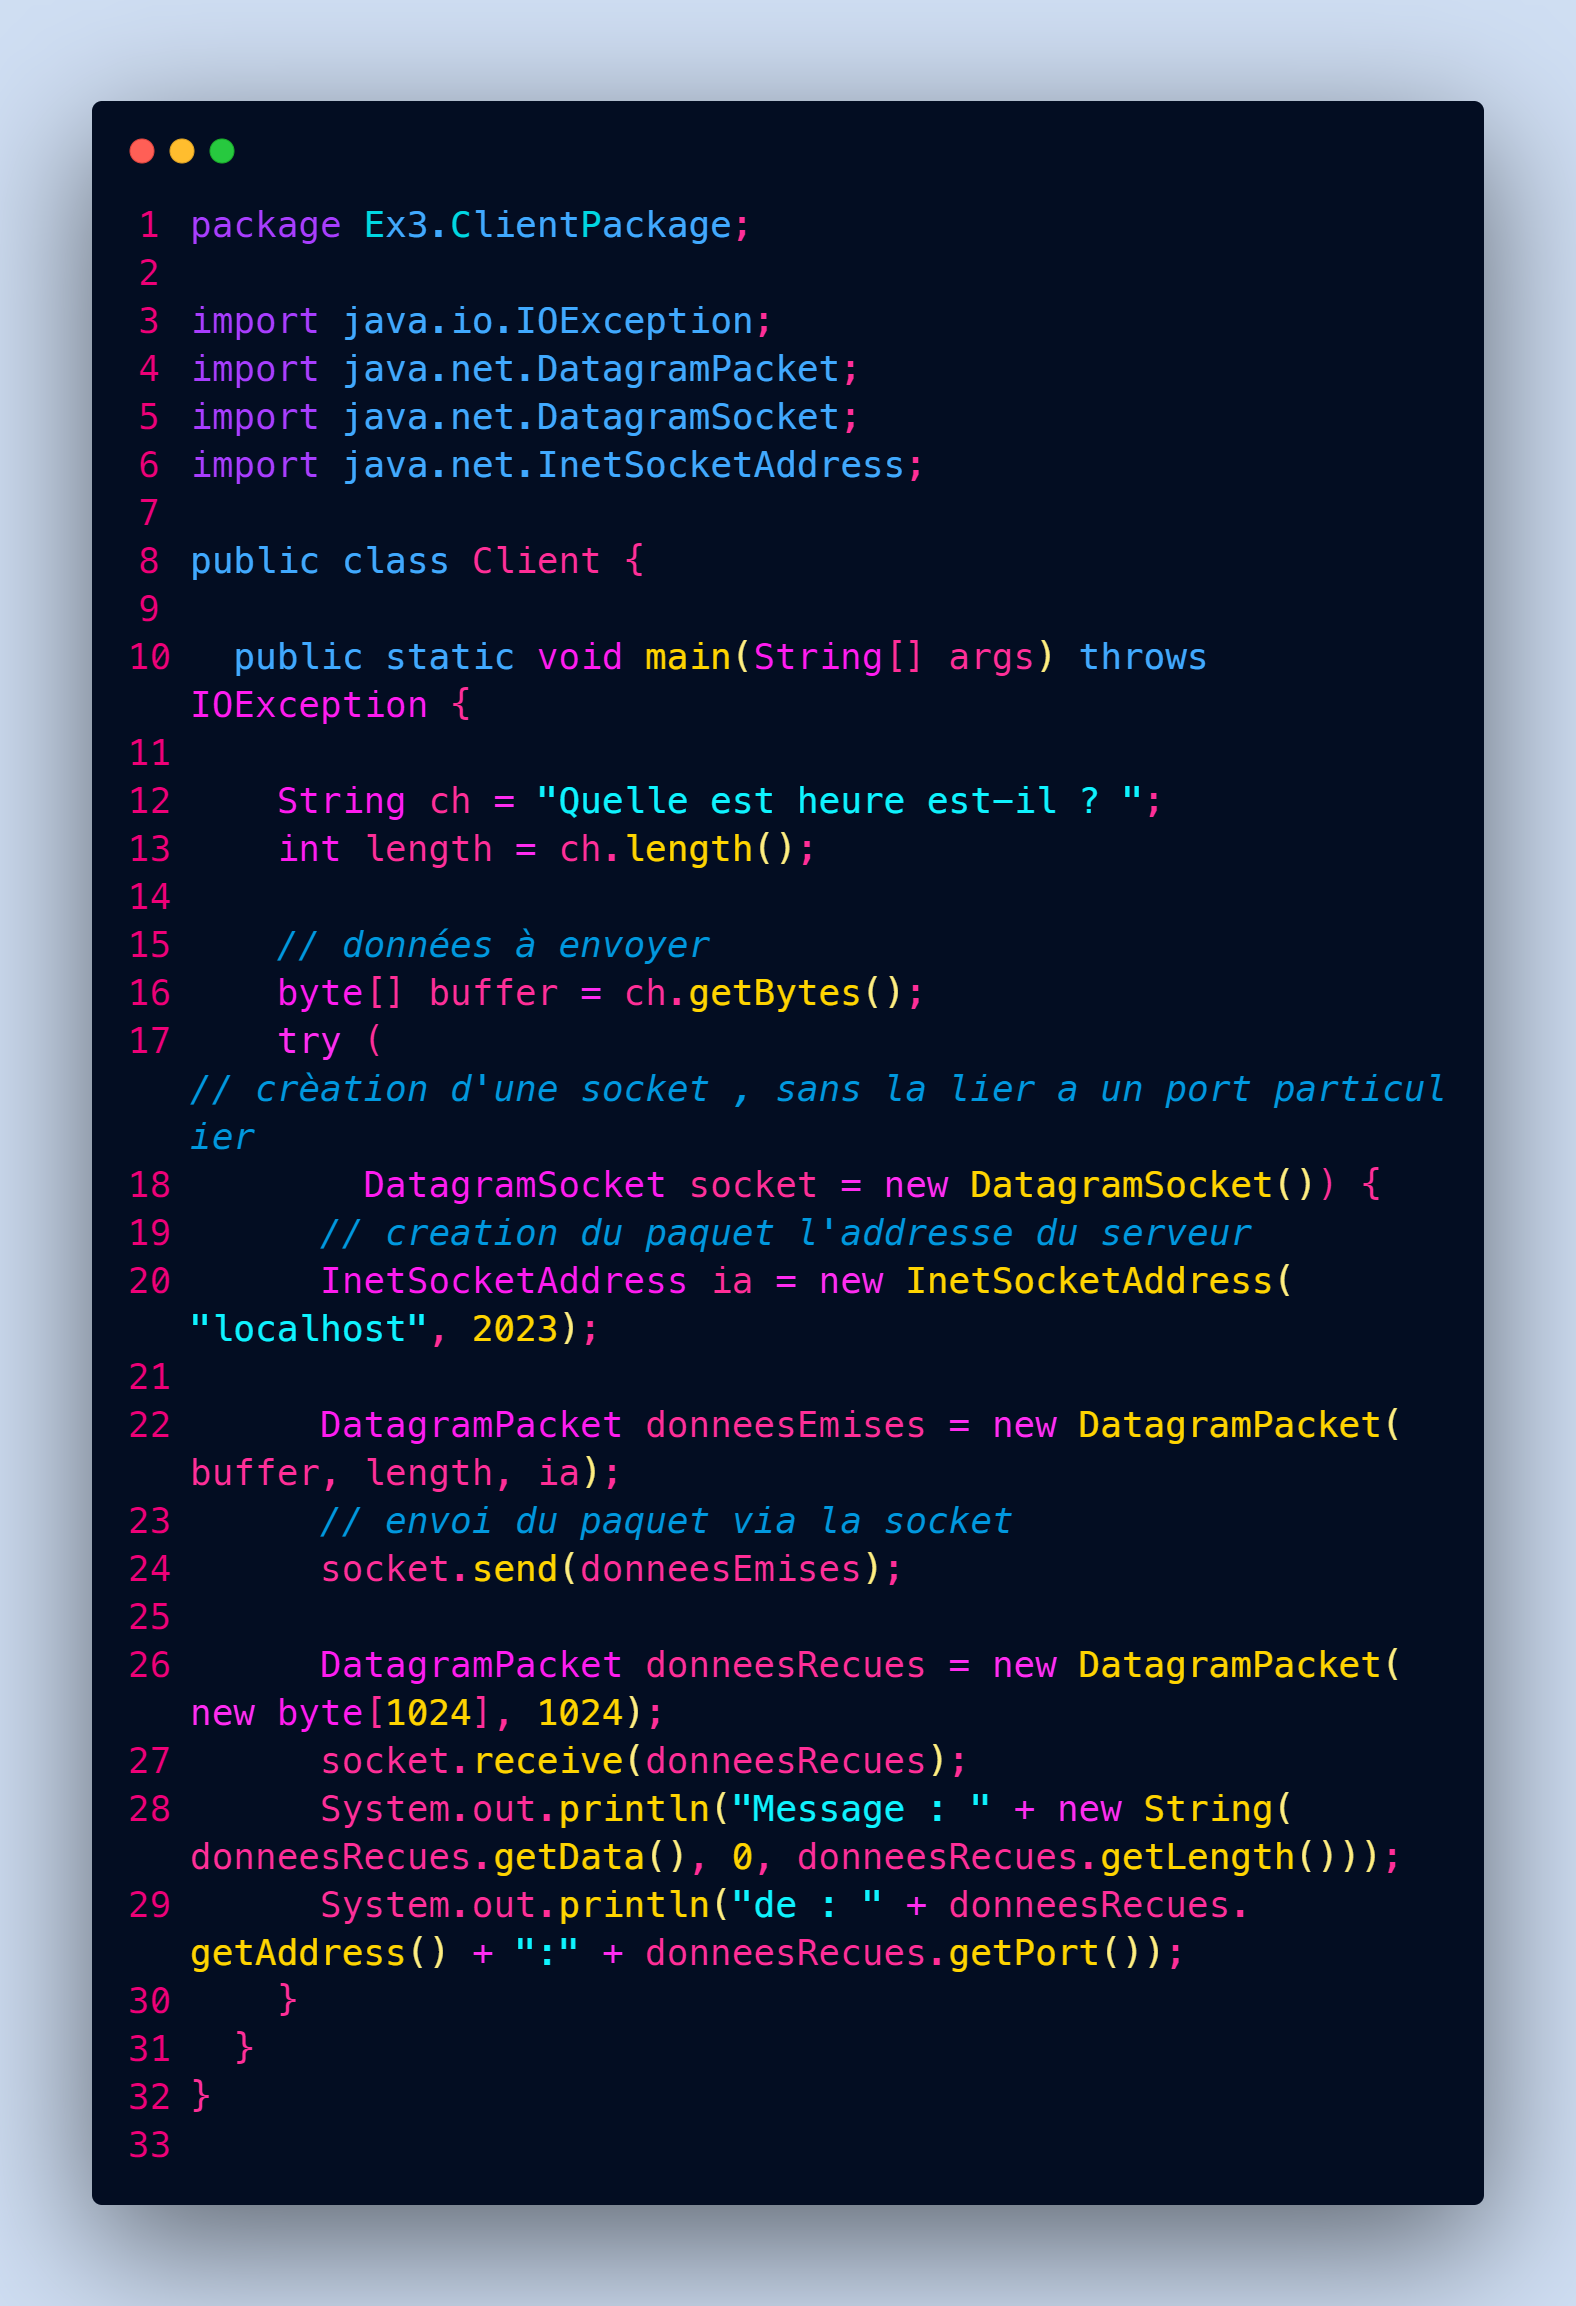 1 package Ex3.ClientPackage;
2
3 import java.io.IOException;
4 import java.net.DatagramPacket;
5 import java.net.DatagramSocket;
6 import java.net.InetSocketAddress;
7
8 public class Client {
9
10   public static void main(String[] args) throws
IOException {
11
12     String ch = "Quelle est heure est-il ? ";
13     int length = ch.length();
14
15     // données à envoyer
16     byte[] buffer = ch.getBytes();
17     try (
// crèation d'une socket , sans la lier a un port particul
ier
18         DatagramSocket socket = new DatagramSocket()) {
19       // creation du paquet l'addresse du serveur
20       InetSocketAddress ia = new InetSocketAddress(
"localhost", 2023);
21
22       DatagramPacket donneesEmises = new DatagramPacket(
buffer, length, ia);
23       // envoi du paquet via la socket
24       socket.send(donneesEmises);
25
26       DatagramPacket donneesRecues = new DatagramPacket(
new byte[1024], 1024);
27       socket.receive(donneesRecues);
28       System.out.println("Message : " + new String(
donneesRecues.getData(), 0, donneesRecues.getLength()));
29       System.out.println("de : " + donneesRecues.
getAddress() + ":" + donneesRecues.getPort());
30     }
31   }
32 }
33